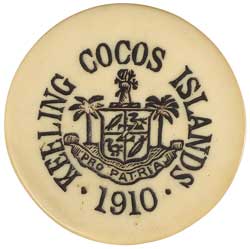 KEELING COCOS ISLANDS
PRO PATRIA
· 1910 ·